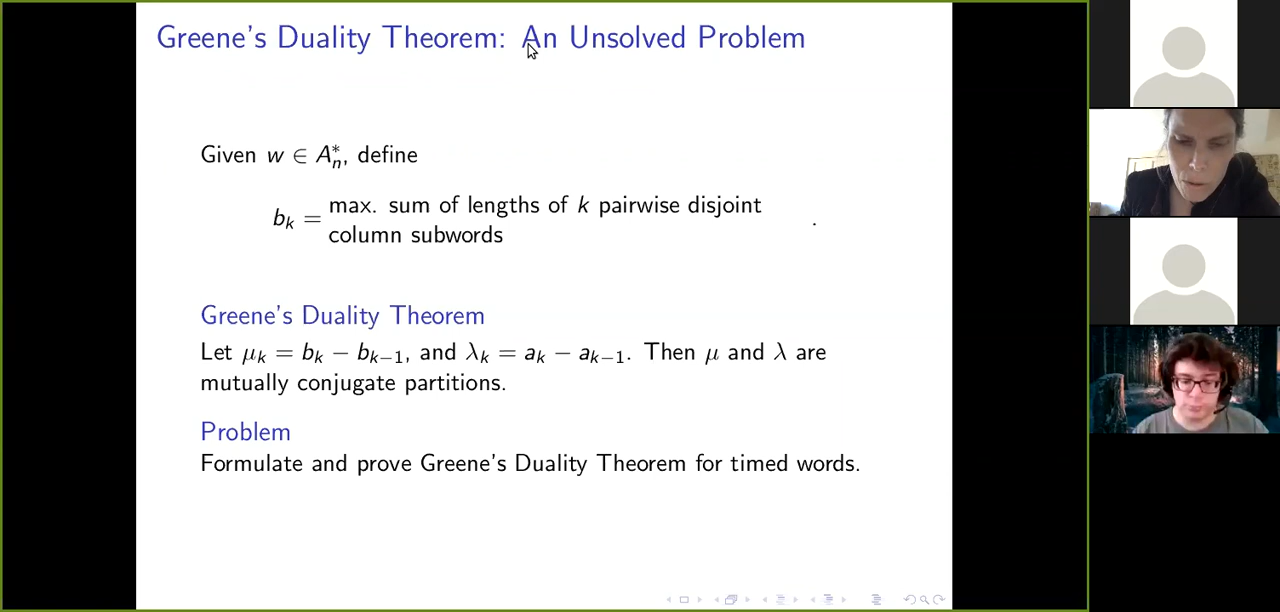 Greene's Duality Theorem: An Unsolved Problem
Given w ∈ A*ₙ, define
bₖ = max. sum of lengths of k pairwise disjoint
column subwords .
Greene's Duality Theorem
Let μₖ = bₖ − bₖ₋₁, and λₖ = aₖ − aₖ₋₁. Then μ and λ are
mutually conjugate partitions.
Problem
Formulate and prove Greene's Duality Theorem for timed words.